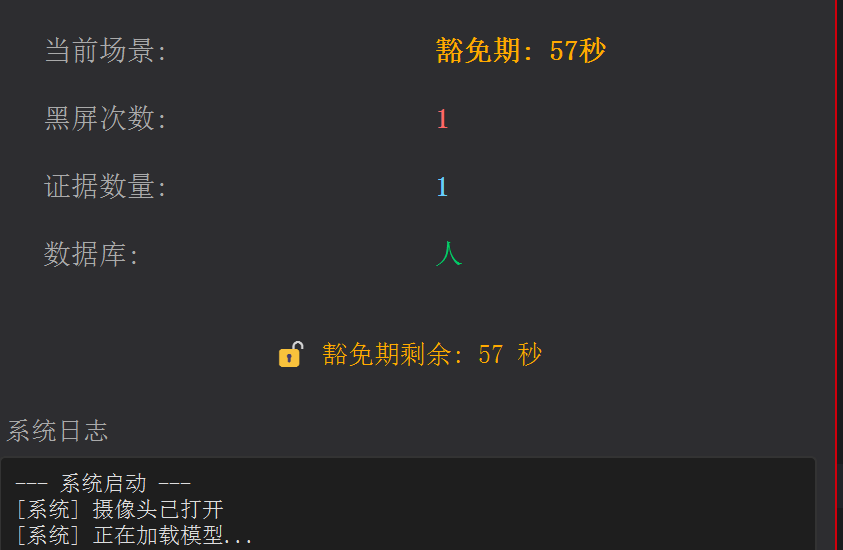 当前场景: 豁免期: 57秒
黑屏次数: 1
证据数量: 1
数据库: 人
豁免期剩余: 57 秒
系统日志
--- 系统启动 ---
[系统] 摄像头已打开
[系统] 正在加载模型...